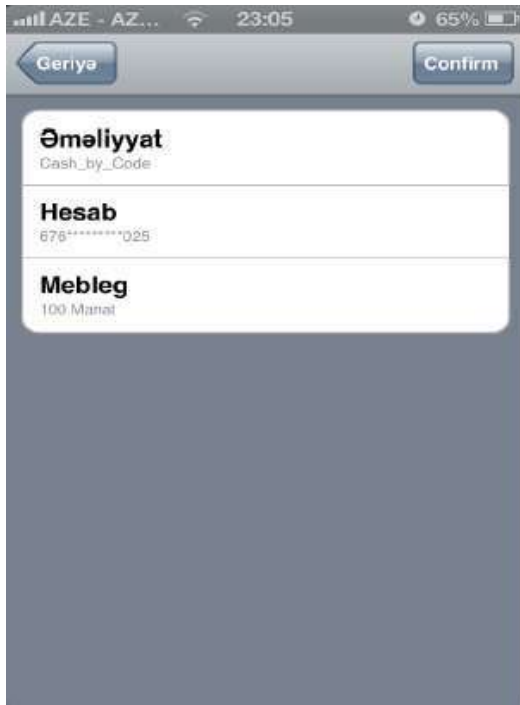 AZE - AZ... 23:05 65%
Geriyə Confirm
Əməliyyat
Cash_by_Code
Hesab
676*********025
Mebleg
100 Manat